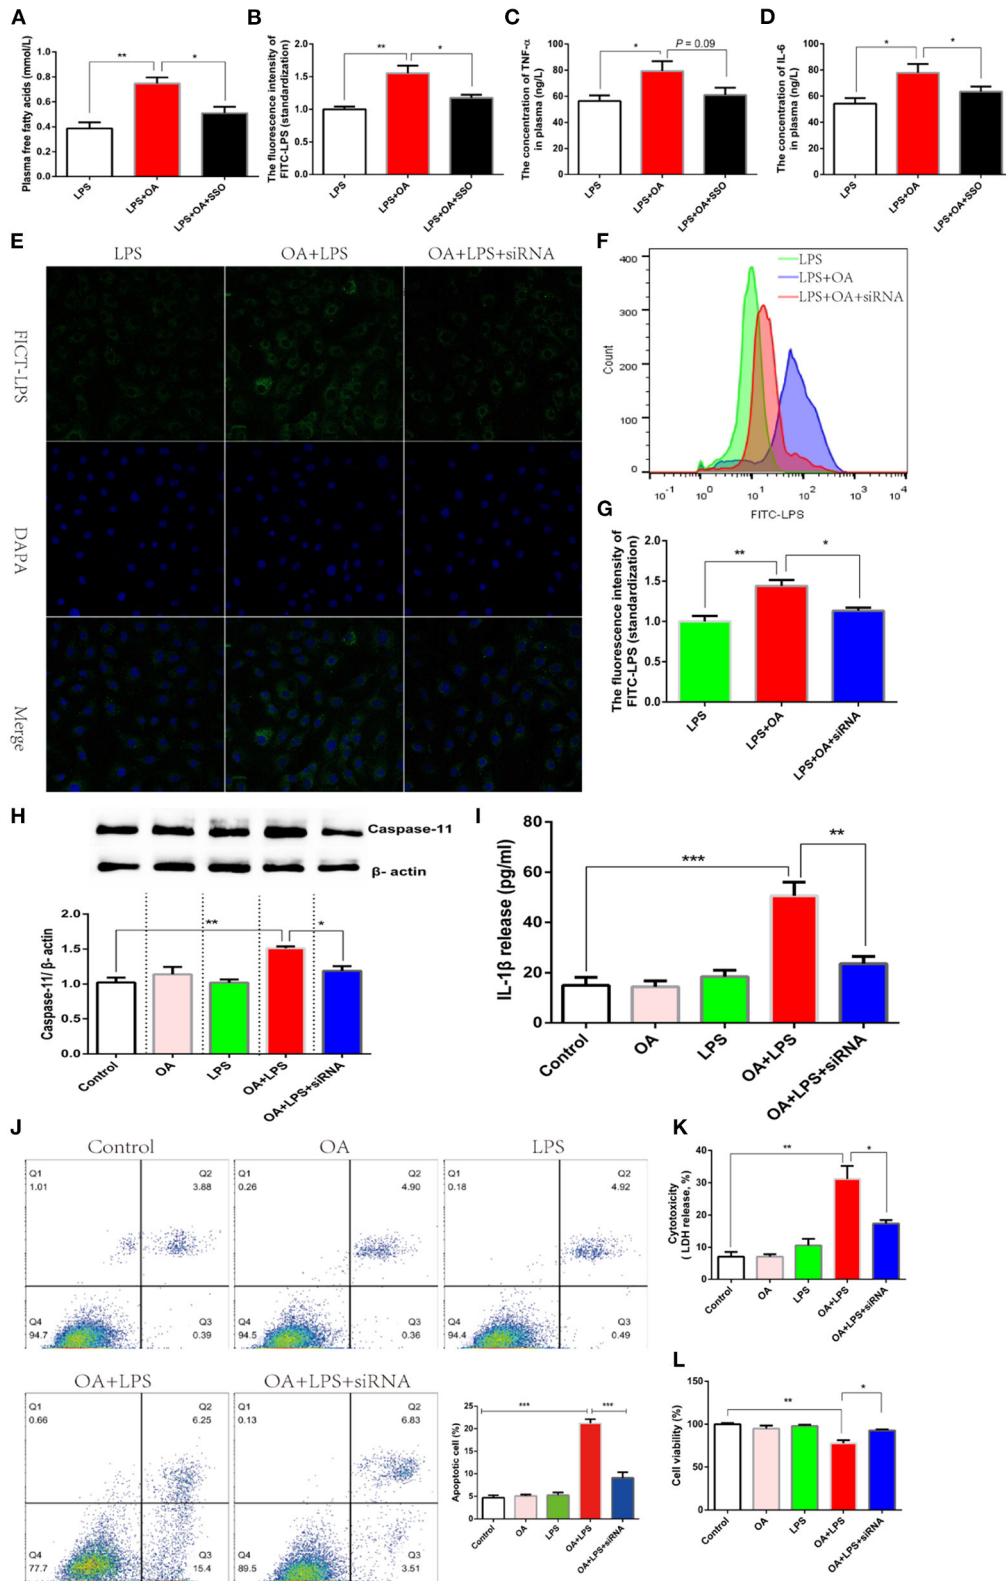 A
Plasma free fatty acids (mmol/L)
1.0
0.8
0.6
0.4
0.2
0.0
**
*
LPS
LPS+OA
LPS+OA+SSO
B
The fluorescence intensity of
FITC-LPS (standardization)
2.0
1.5
1.0
0.5
0.0
**
*
LPS
LPS+OA
LPS+OA+SSO
C
The concentration of TNF-α
in plasma (ng/L)
100
80
60
40
20
0
*
P = 0.09
LPS
LPS+OA
LPS+OA+SSO
D
The concentration of IL-6
in plasma (ng/L)
100
80
60
40
20
0
*
*
LPS
LPS+OA
LPS+OA+SSO
E
LPS
OA+LPS
OA+LPS+siRNA
FICT-LPS
DAPA
Merge
F
Count
400
300
200
100
0
LPS
LPS+OA
LPS+OA+siRNA
10-1
100
101
102
103
104
FITC-LPS
G
The fluorescence intensity of
FITC-LPS (standardization)
2.0
1.5
1.0
0.5
0.0
**
*
LPS
LPS+OA
LPS+OA+siRNA
H
Caspase-11
β- actin
Caspase-11/ β- actin
2.0
1.5
1.0
0.5
0.0
**
*
Control
OA
LPS
OA+LPS
OA+LPS+siRNA
I
IL-1β release (pg/ml)
80
60
40
20
0
***
**
Control
OA
LPS
OA+LPS
OA+LPS+siRNA
J
Control
Q1
1.01
Q2
3.88
Q4
94.7
Q3
0.39
OA
Q1
0.26
Q2
4.90
Q4
94.5
Q3
0.36
LPS
Q1
0.18
Q2
4.92
Q4
94.4
Q3
0.49
OA+LPS
Q1
0.66
Q2
6.25
Q4
77.7
Q3
15.4
OA+LPS+siRNA
Q1
0.13
Q2
6.83
Q4
89.5
Q3
3.51
Apoptotic cell (%)
25
20
15
10
5
0
***
***
Control
OA
LPS
OA+LPS
OA+LPS+siRNA
K
Cytotoxicity
( LDH release, %)
40
30
20
10
0
**
*
Control
OA
LPS
OA+LPS
OA+LPS+siRNA
L
Cell viability (%)
150
100
50
0
**
*
Control
OA
LPS
OA+LPS
OA+LPS+siRNA